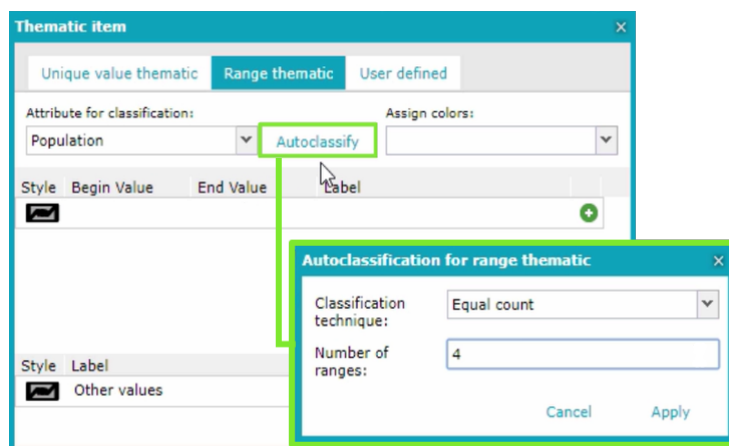 Thematic item
Unique value thematic Range thematic User defined
Attribute for classification: Assign colors:
Population Autoclassify
Style Begin Value End Value Label
Autoclassification for range thematic
Classification technique: Equal count
Number of ranges: 4
Cancel Apply
Style Label
Other values